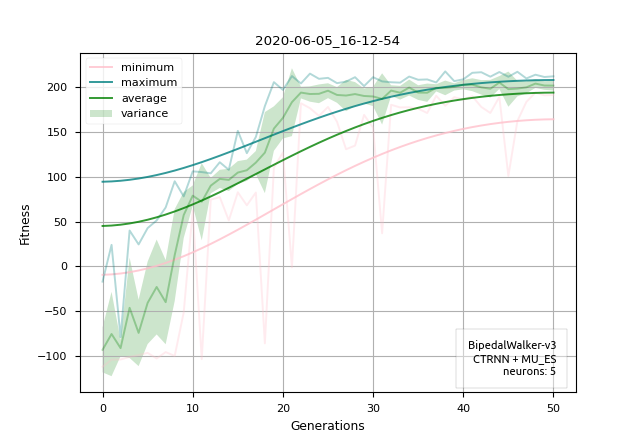 2020-06-05_16-12-54
minimum
maximum
average
variance
Fitness
200
150
100
50
0
−50
−100
BipedalWalker-v3
CTRNN + MU_ES
neurons: 5
0 10 20 30 40 50
Generations